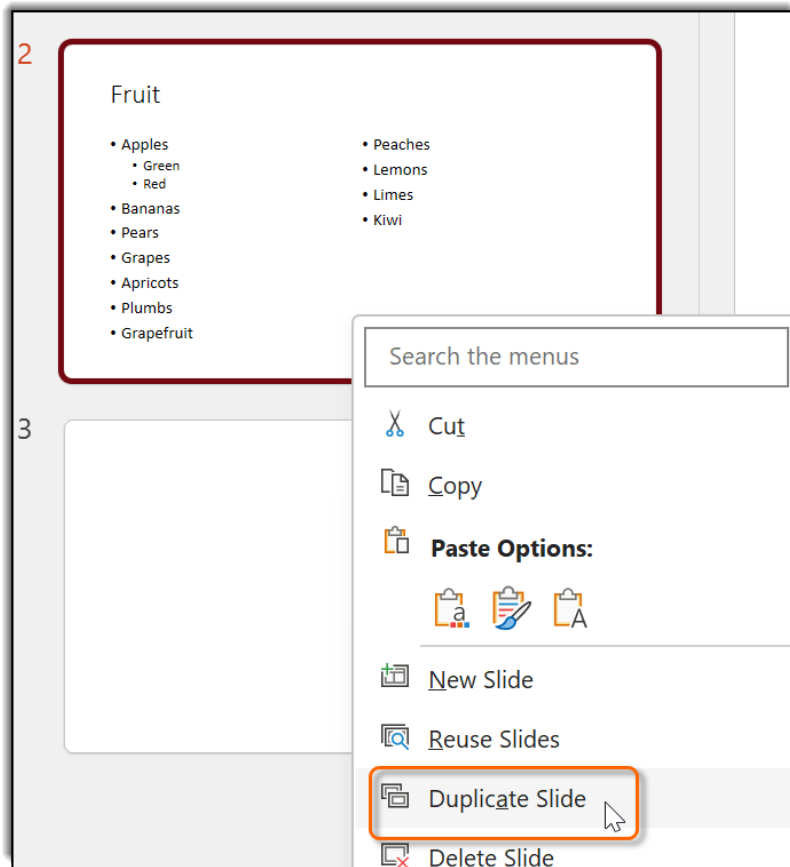 2
Fruit
• Apples
• Green
• Red
• Bananas
• Pears
• Grapes
• Apricots
• Plumbs
• Grapefruit
• Peaches
• Lemons
• Limes
• Kiwi
3
Search the menus
Cut
Copy
Paste Options:
a
A
New Slide
Reuse Slides
Duplicate Slide
Delete Slide